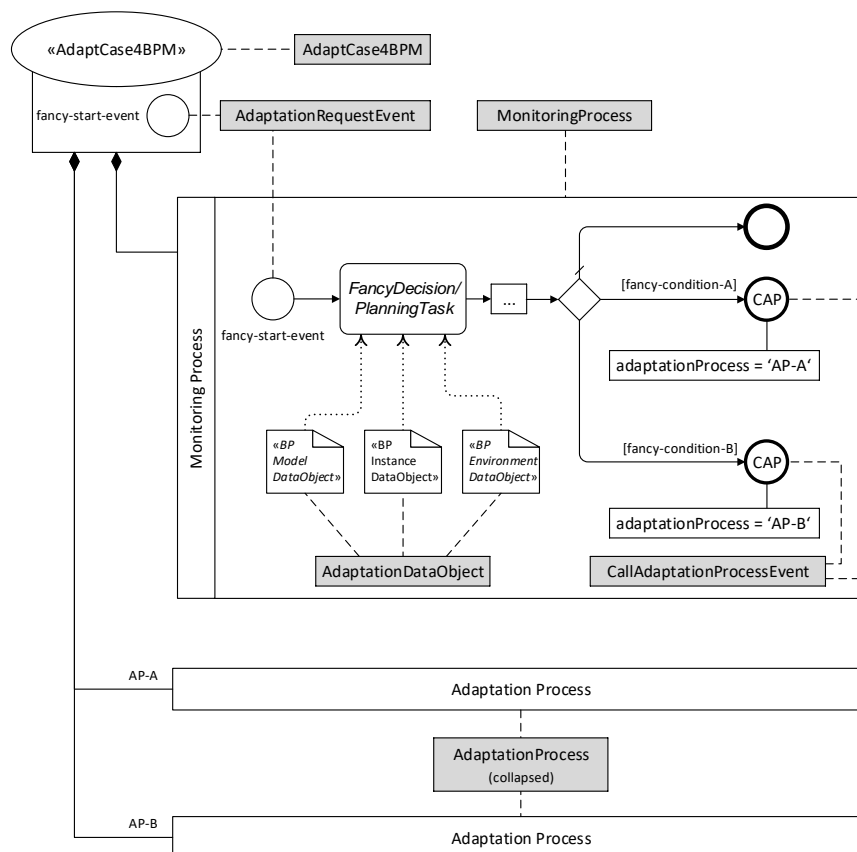 «AdaptCase4BPM»
AdaptCase4BPM
fancy-start-event
AdaptationRequestEvent
MonitoringProcess
Monitoring Process
fancy-start-event
FancyDecision/
PlanningTask
...
[fancy-condition-A]
CAP
adaptationProcess = ‘AP-A‘
«BP
Model
DataObject»
«BP
Instance
DataObject»
«BP
Environment
DataObject»
[fancy-condition-B]
CAP
adaptationProcess = ‘AP-B‘
AdaptationDataObject
CallAdaptationProcessEvent
AP-A
Adaptation Process
AdaptationProcess
(collapsed)
AP-B
Adaptation Process